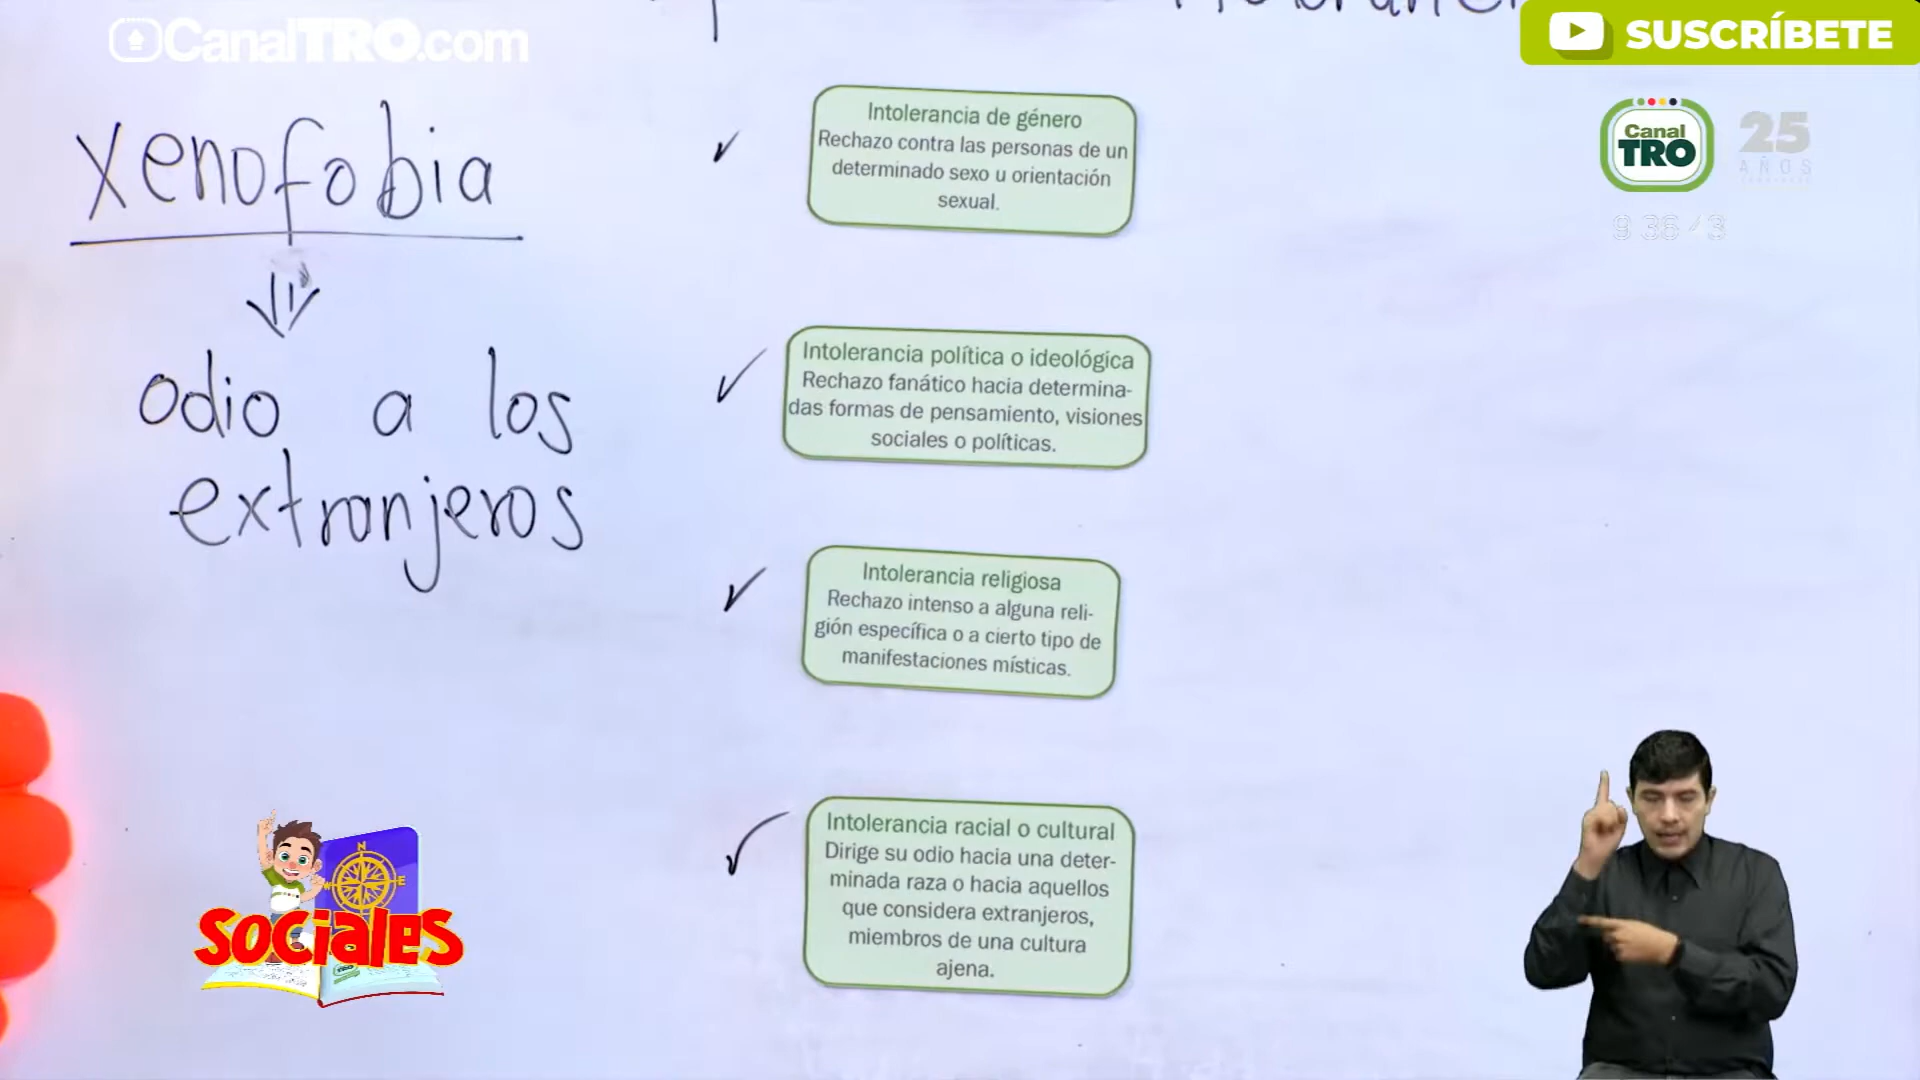 CanalTRO.com
SUSCRÍBETE
Canal
TRO
25
AÑOS
xenofobia
odio a los
extranjeros
Intolerancia de género
Rechazo contra las personas de un
determinado sexo u orientación
sexual.
Intolerancia política o ideológica
Rechazo fanático hacia determina-
das formas de pensamiento, visiones
sociales o políticas.
Intolerancia religiosa
Rechazo intenso a alguna reli-
gión específica o a cierto tipo de
manifestaciones místicas.
Intolerancia racial o cultural
Dirige su odio hacia una deter-
minada raza o hacia aquellos
que considera extranjeros,
miembros de una cultura
ajena.
N
E
SOCIALES
TRO